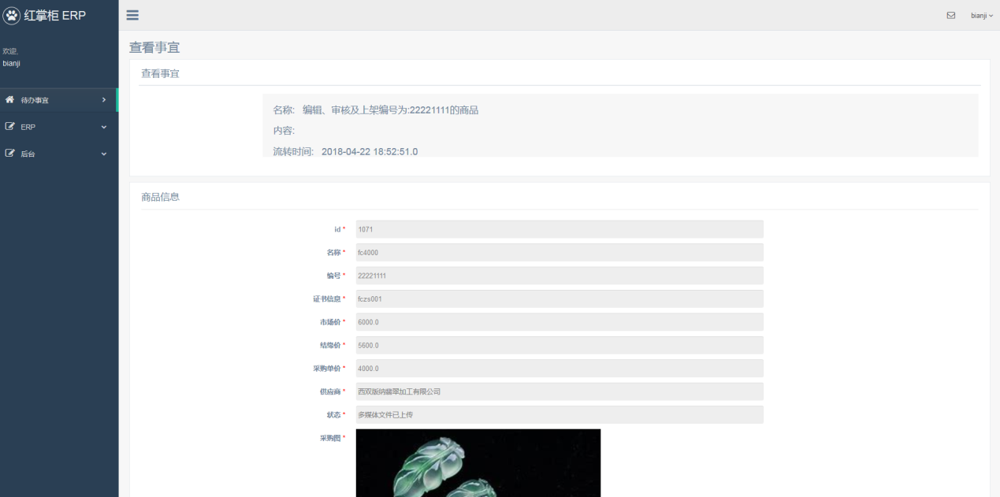 红掌柜 ERP
bianji
欢迎,
bianji
待办事宜
ERP
后台
查看事宜
查看事宜
名称: 编辑、审核及上架编号为:22221111的商品
内容:
流转时间: 2018-04-22 18:52:51.0
商品信息
id * 1071
名称 * fc4000
编号 * 22221111
证书信息 * fczs001
市场价 * 6000.0
结缘价 * 5600.0
采购单价 * 4000.0
供应商 * 西双版纳翡翠加工有限公司
状态 * 多媒体文件已上传
采购图 *